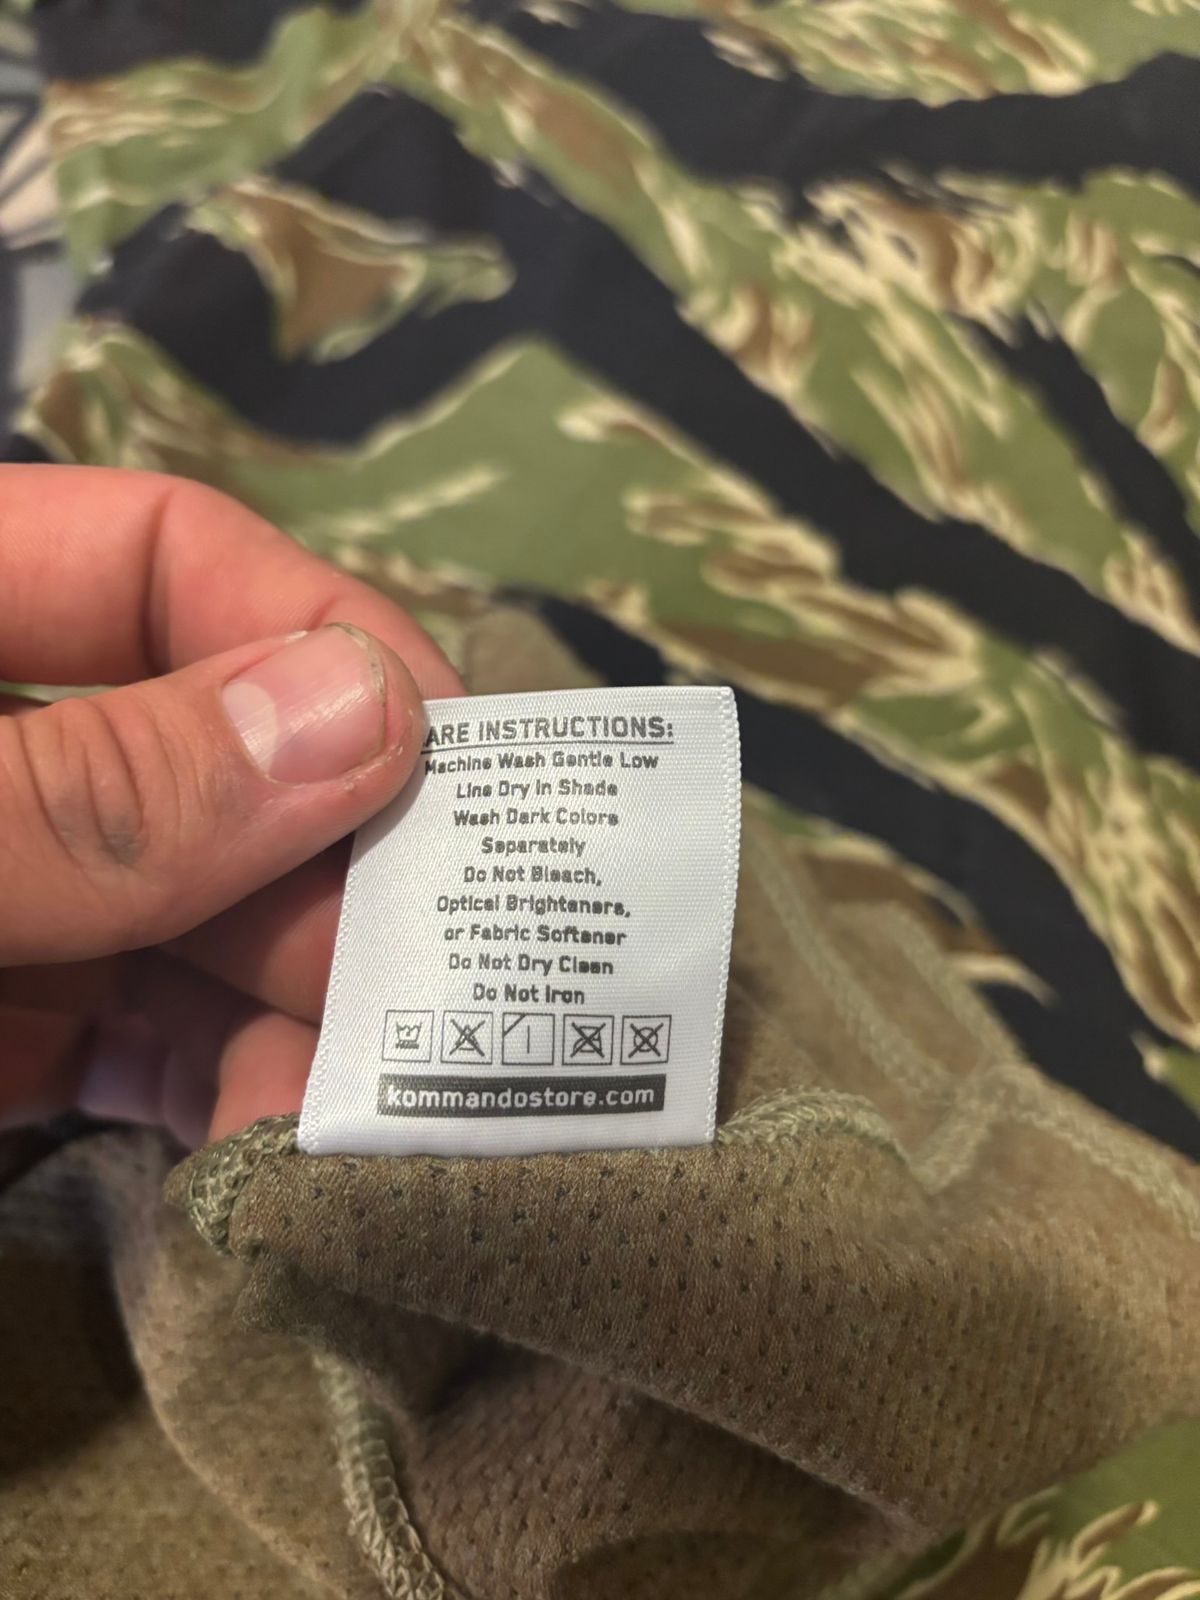 ARE INSTRUCTIONS:
Machine Wash Gentle Low
Line Dry In Shade
Wash Dark Colors
Separately
Do Not Bleach,
Optical Brighteners,
or Fabric Softener
Do Not Dry Clean
Do Not Iron
kommandostore.com